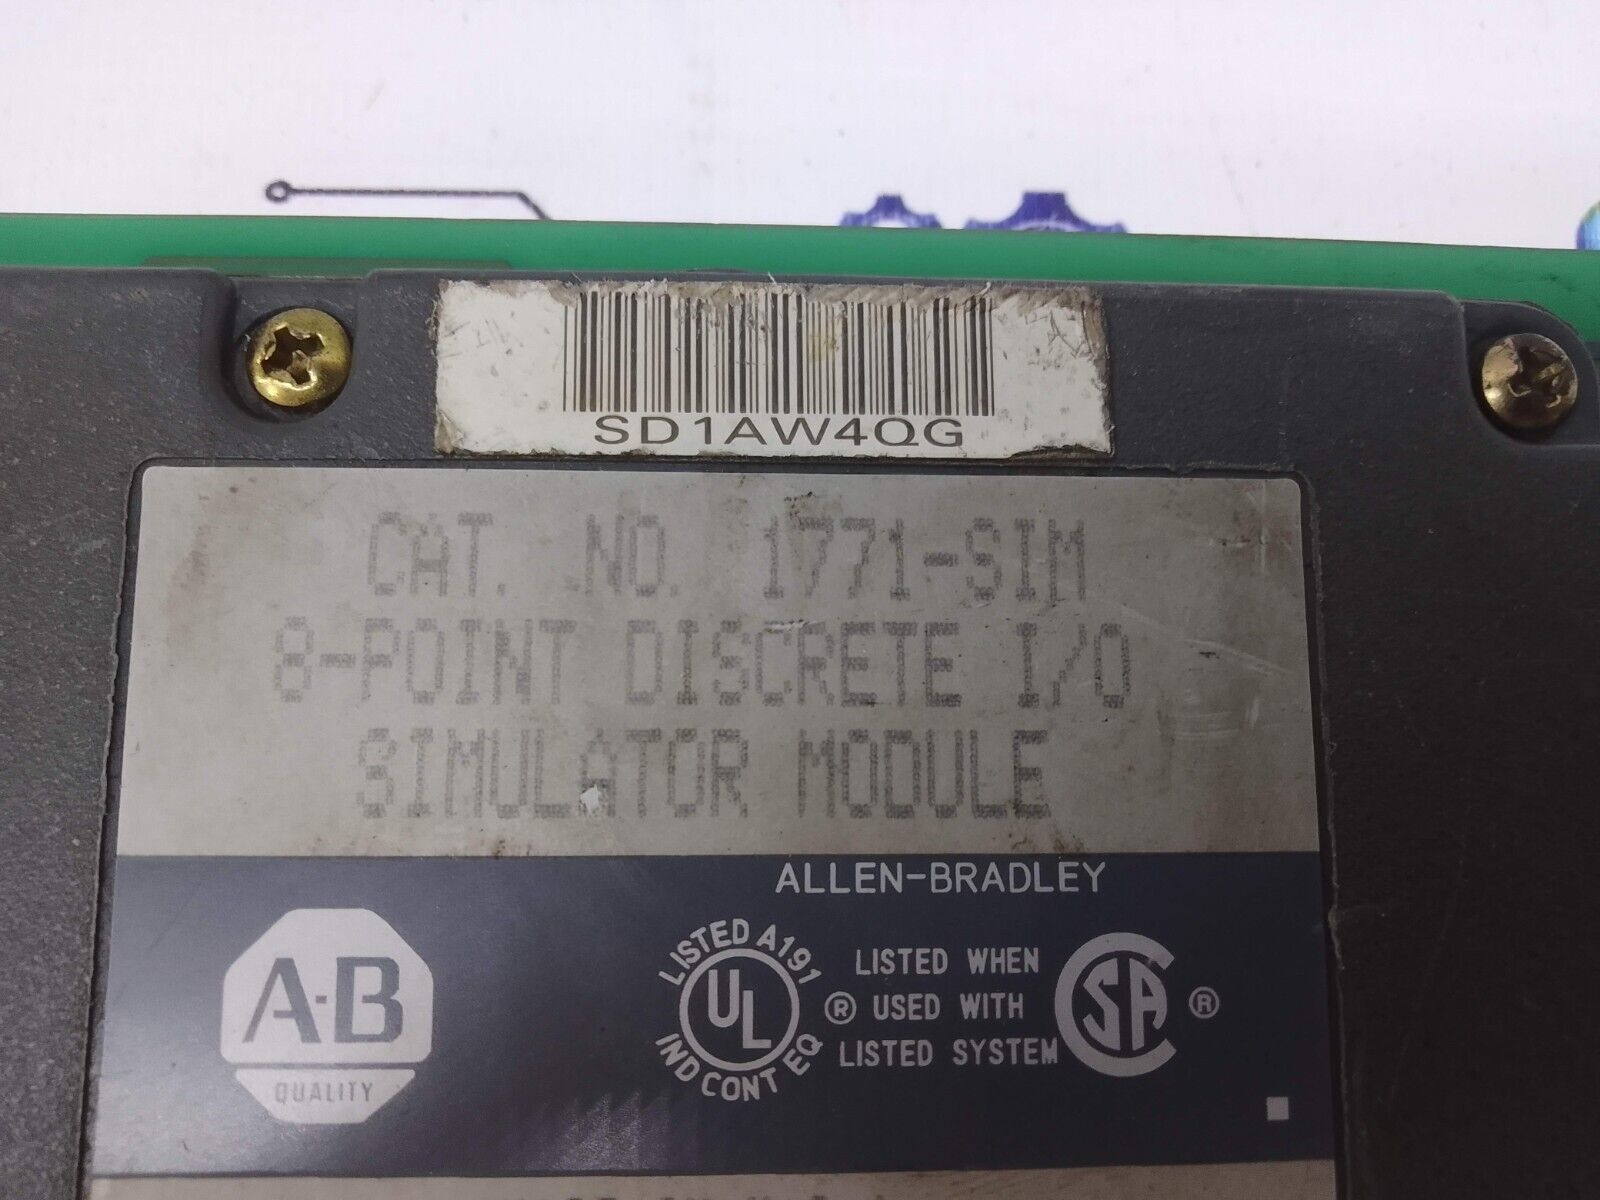 SD1AW4QG
CAT. NO. 1771-SIM
8-POINT DISCRETE I/O
SIMULATOR MODULE
ALLEN-BRADLEY
A-B
QUALITY
LISTED A191
UL
IND CONT EQ
®
LISTED WHEN
USED WITH
LISTED SYSTEM
CSA
®